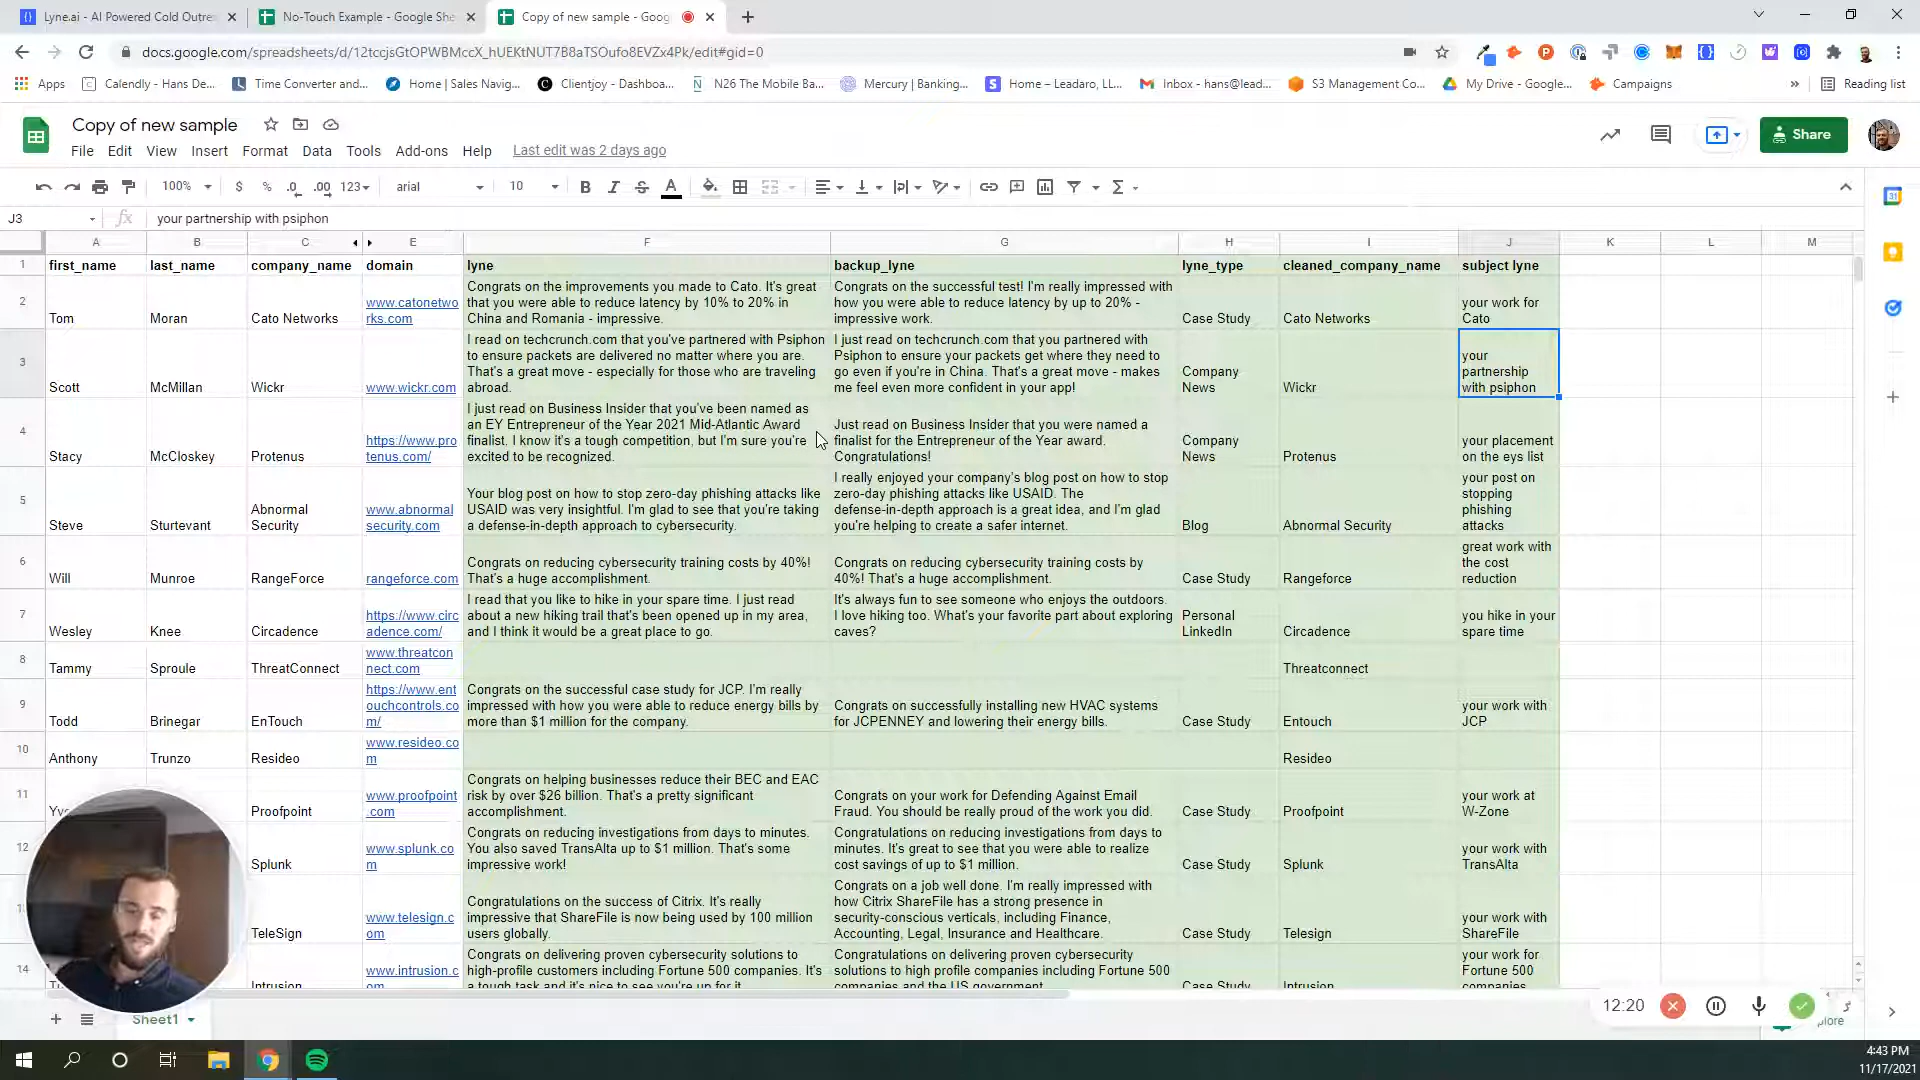 Lyne.ai - AI Powered Cold Outre
No-Touch Example - Google She
Copy of new sample - Goog
docs.google.com/spreadsheets/d/12tccjsGtOPWBMccX_hUEKtNUT7B8aTSOufo8EVZx4Pk/edit#gid=0
Apps
Calendly - Hans De...
Time Converter and...
Home | Sales Navig...
Clientjoy - Dashboa...
N26 The Mobile Ba...
Mercury | Banking...
Home – Leadaro, LL...
Inbox - hans@lead...
S3 Management Co...
My Drive - Google...
Campaigns
Reading list
Copy of new sample
File Edit View Insert Format Data Tools Add-ons Help Last edit was 2 days ago
Share
100% $ % .0 .00 123 arial 10 B I S A
J3 fx your partnership with psiphon
A B C E F G H I J K L M
1 first_name last_name company_name domain lyne backup_lyne lyne_type cleaned_company_name subject lyne
2 Tom Moran Cato Networks
www.catonetwo
rks.com
Congrats on the improvements you made to Cato. It's great
that you were able to reduce latency by 10% to 20% in
China and Romania - impressive.
Congrats on the successful test! I'm really impressed with
how you were able to reduce latency by up to 20% -
impressive work.
Case Study
Cato Networks
your work for
Cato
3 Scott McMillan Wickr www.wickr.com
I read on techcrunch.com that you've partnered with Psiphon
to ensure packets are delivered no matter where you are.
That's a great move - especially for those who are traveling
abroad.
I just read on techcrunch.com that you partnered with
Psiphon to ensure your packets get where they need to
go even if you're in China. That's a great move - makes
me feel even more confident in your app!
Company
News
Wickr
your
partnership
with psiphon
4 Stacy McCloskey Protenus
https://www.pro
tenus.com/
I just read on Business Insider that you've been named as
an EY Entrepreneur of the Year 2021 Mid-Atlantic Award
finalist. I know it's a tough competition, but I'm sure you're
excited to be recognized.
Just read on Business Insider that you were named a
finalist for the Entrepreneur of the Year award.
Congratulations!
Company
News
Protenus
your placement
on the eys list
5 Steve Sturtevant
Abnormal
Security
www.abnormal
security.com
Your blog post on how to stop zero-day phishing attacks like
USAID was very insightful. I'm glad to see that you're taking
a defense-in-depth approach to cybersecurity.
I really enjoyed your company's blog post on how to stop
zero-day phishing attacks like USAID. The
defense-in-depth approach is a great idea, and I'm glad
you're helping to create a safer internet.
Blog
Abnormal Security
your post on
stopping
phishing
attacks
6 Will Munroe RangeForce rangeforce.com
Congrats on reducing cybersecurity training costs by 40%!
That's a huge accomplishment.
Congrats on reducing cybersecurity training costs by
40%! That's a huge accomplishment.
Case Study
Rangeforce
great work with
the cost
reduction
7 Wesley Knee Circadence
https://www.circ
adence.com/
I read that you like to hike in your spare time. I just read
about a new hiking trail that's been opened up in my area,
and I think it would be a great place to go.
It's always fun to see someone who enjoys the outdoors.
I love hiking too. What's your favorite part about exploring
caves?
Personal
LinkedIn
Circadence
you hike in your
spare time
8 Tammy Sproule ThreatConnect
www.threatcon
nect.com
Threatconnect
9 Todd Brinegar EnTouch
https://www.ent
ouchcontrols.co
m/
Congrats on the successful case study for JCP. I'm really
impressed with how you were able to reduce energy bills by
more than $1 million for the company.
Congrats on successfully installing new HVAC systems
for JCPENNEY and lowering their energy bills.
Case Study
Entouch
your work with
JCP
10 Anthony Trunzo Resideo
www.resideo.co
m
Resideo
11 Proofpoint
www.proofpoint
.com
Congrats on helping businesses reduce their BEC and EAC
risk by over $26 billion. That's a pretty significant
accomplishment.
Congrats on your work for Defending Against Email
Fraud. You should be really proud of the work you did.
Case Study
Proofpoint
your work at
W-Zone
12 Splunk
www.splunk.co
m
Congrats on reducing investigations from days to minutes.
You also saved TransAlta up to $1 million. That's some
impressive work!
Congratulations on reducing investigations from days to
minutes. It's great to see that you were able to realize
cost savings of up to $1 million.
Case Study
Splunk
your work with
TransAlta
TeleSign
www.telesign.c
om
Congratulations on the success of Citrix. It's really
impressive that ShareFile is now being used by 100 million
users globally.
Congrats on a job well done. I'm really impressed with
how Citrix ShareFile has a strong presence in
security-conscious verticals, including Finance,
Accounting, Legal, Insurance and Healthcare.
Case Study
Telesign
your work with
ShareFile
14 Intrusion
www.intrusion.c
om
Congrats on delivering proven cybersecurity solutions to
high-profile customers including Fortune 500 companies. It's
a tough task and it's nice to see you're up for it.
Congratulations on delivering proven cybersecurity
solutions to high profile companies including Fortune 500
companies and the US government.
Case Study
Intrusion
your work for
Fortune 500
companies
Sheet1
12:20
plore
4:43 PM
11/17/2021